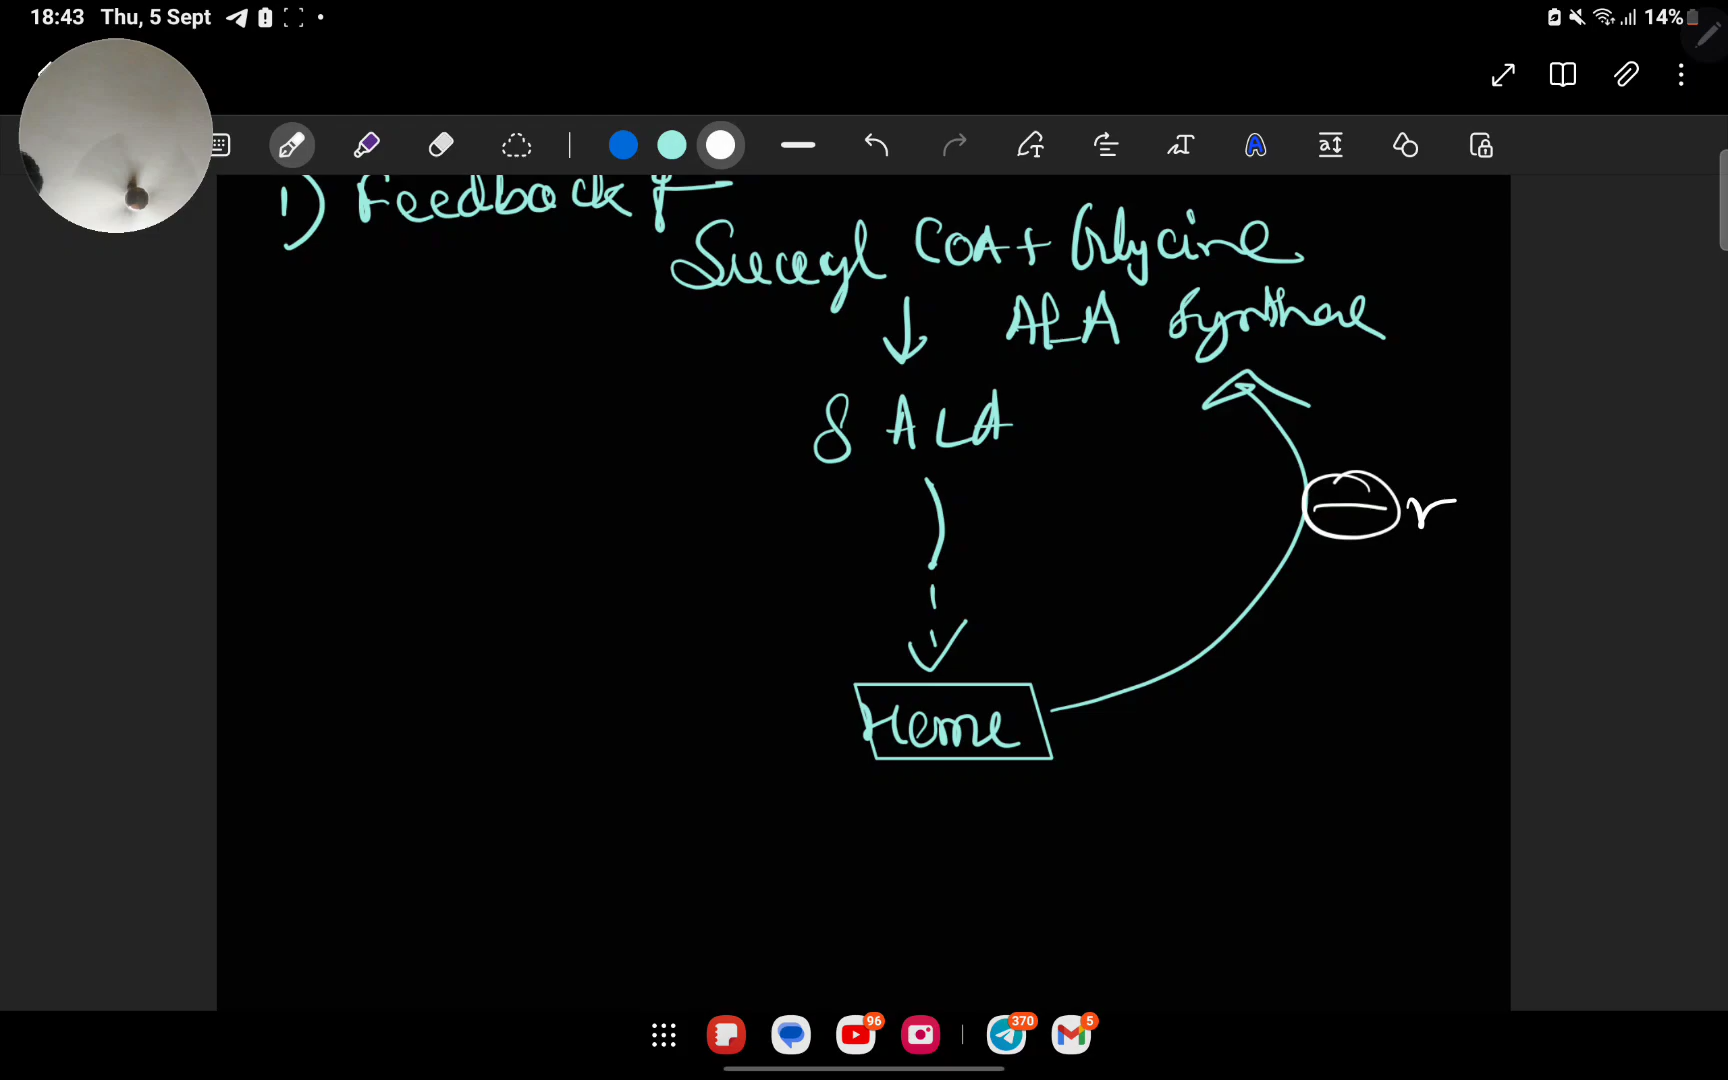 18:43 Thu, 5 Sept
14%
1) Feedback
Succyl COA + Glycine
ALA Synthase
δ ALA
r
Heme
96
370
5